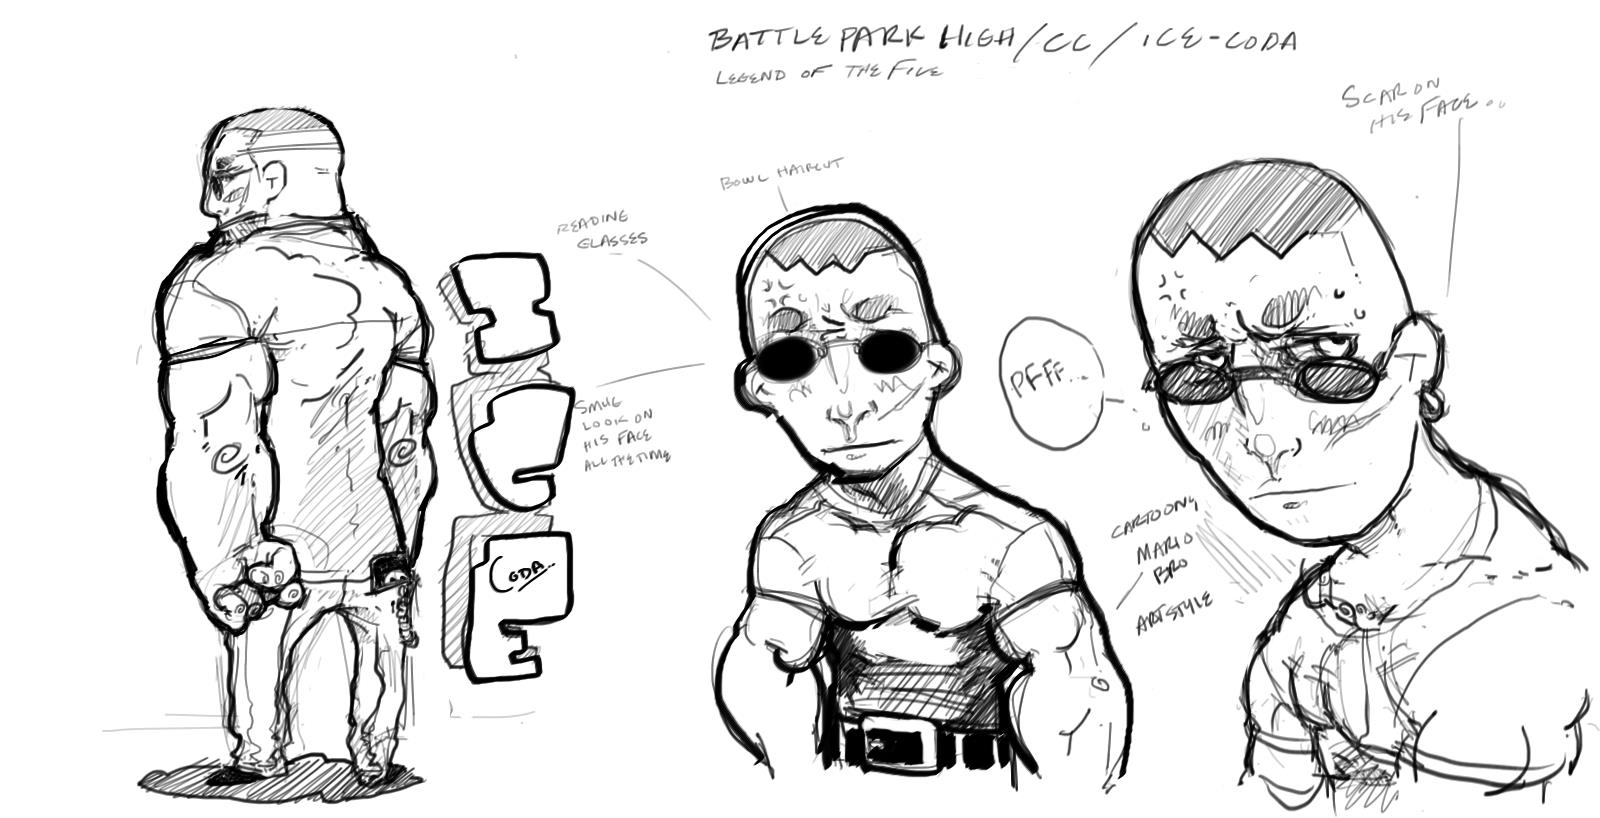 BATTLE PARK HIGH/CC/ICE-CODA
LEGEND OF THE FIVE
SCAR ON
HIS FACE...
BOWL HAIRCUT
READING
GLASSES
ICE
CODA...
SMUG
LOOK ON
HIS FACE
ALL THE TIME
PFFF...
CARTOONY,
MARIO
BRO
ARTSTYLE